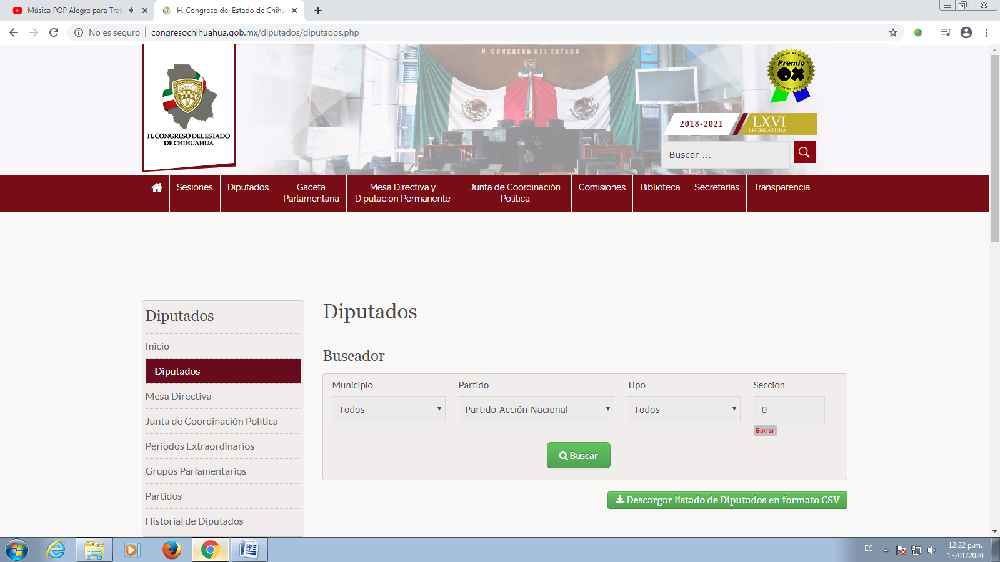 Música POP Alegre para Trab
H. Congreso del Estado de Chihu
No es seguro
congresochihuahua.gob.mx/diputados/diputados.php
H. CONGRESO DEL ESTADO
DE CHIHUAHUA
H. CONGRESO DEL ESTADO
Premio
OX
2018-2021
LXVI
LEGISLATURA
Buscar ...
Sesiones
Diputados
Gaceta
Parlamentaria
Mesa Directiva y
Diputación Permanente
Junta de Coordinación
Política
Comisiones
Biblioteca
Secretarías
Transparencia
Diputados
Inicio
Diputados
Mesa Directiva
Junta de Coordinación Política
Periodos Extraordinarios
Grupos Parlamentarios
Partidos
Historial de Diputados
Diputados
Buscador
Municipio
Partido
Tipo
Sección
Todos
Partido Acción Nacional
Todos
0
Borrar
Buscar
Descargar listado de Diputados en formato CSV
ES
12:22 p.m.
13/01/2020